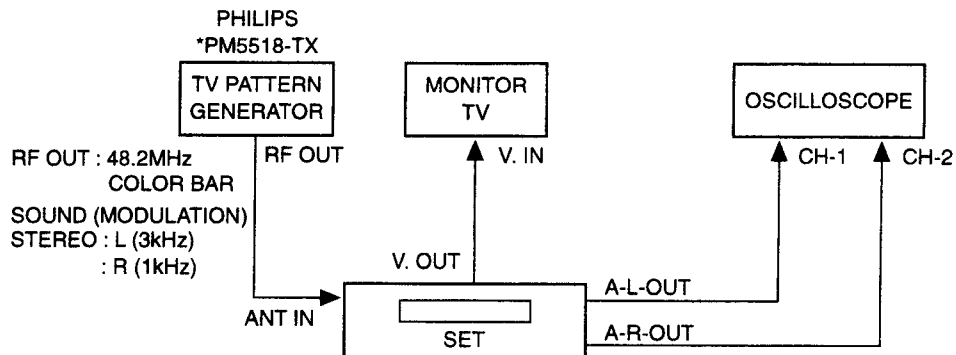 PHILIPS
*PM5518-TX
TV PATTERN
GENERATOR
MONITOR
TV
OSCILLOSCOPE
RF OUT : 48.2MHz
COLOR BAR
SOUND (MODULATION)
STEREO : L (3kHz)
: R (1kHz)
RF OUT
V. IN
CH-1
CH-2
V. OUT
ANT IN
SET
A-L-OUT
A-R-OUT